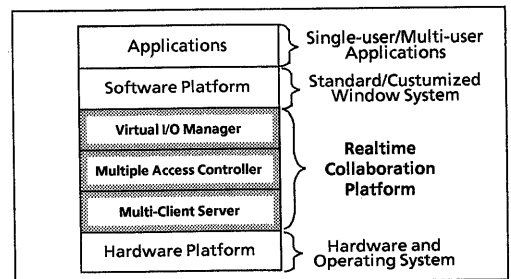 Applications
Single-user/Multi-user
Applications
Software Platform
Standard/Custumized
Window System
Virtual I/O Manager
Multiple Access Controller
Multi-Client Server
Realtime
Collaboration
Platform
Hardware Platform
Hardware and
Operating System